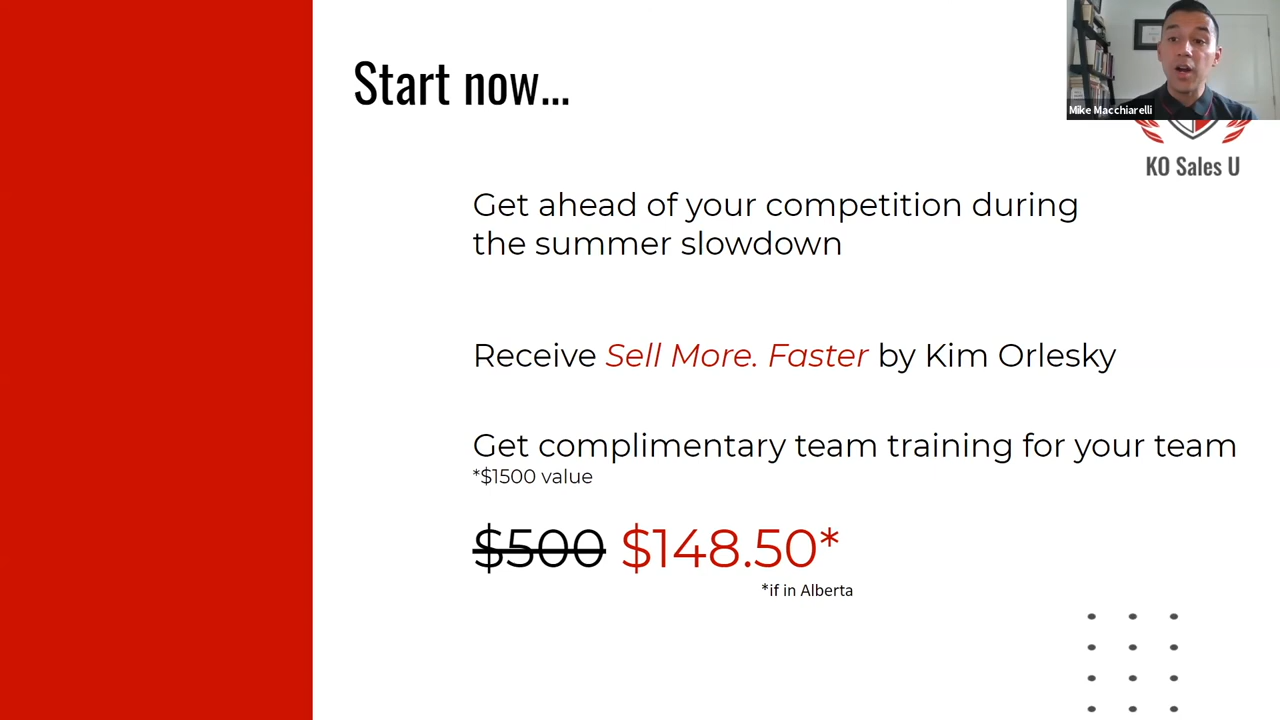 Start now...
Mike Macchiarelli
KO Sales U
Get ahead of your competition during
the summer slowdown
Receive Sell More. Faster by Kim Orlesky
Get complimentary team training for your team
*$1500 value
$500 $148.50*
*if in Alberta